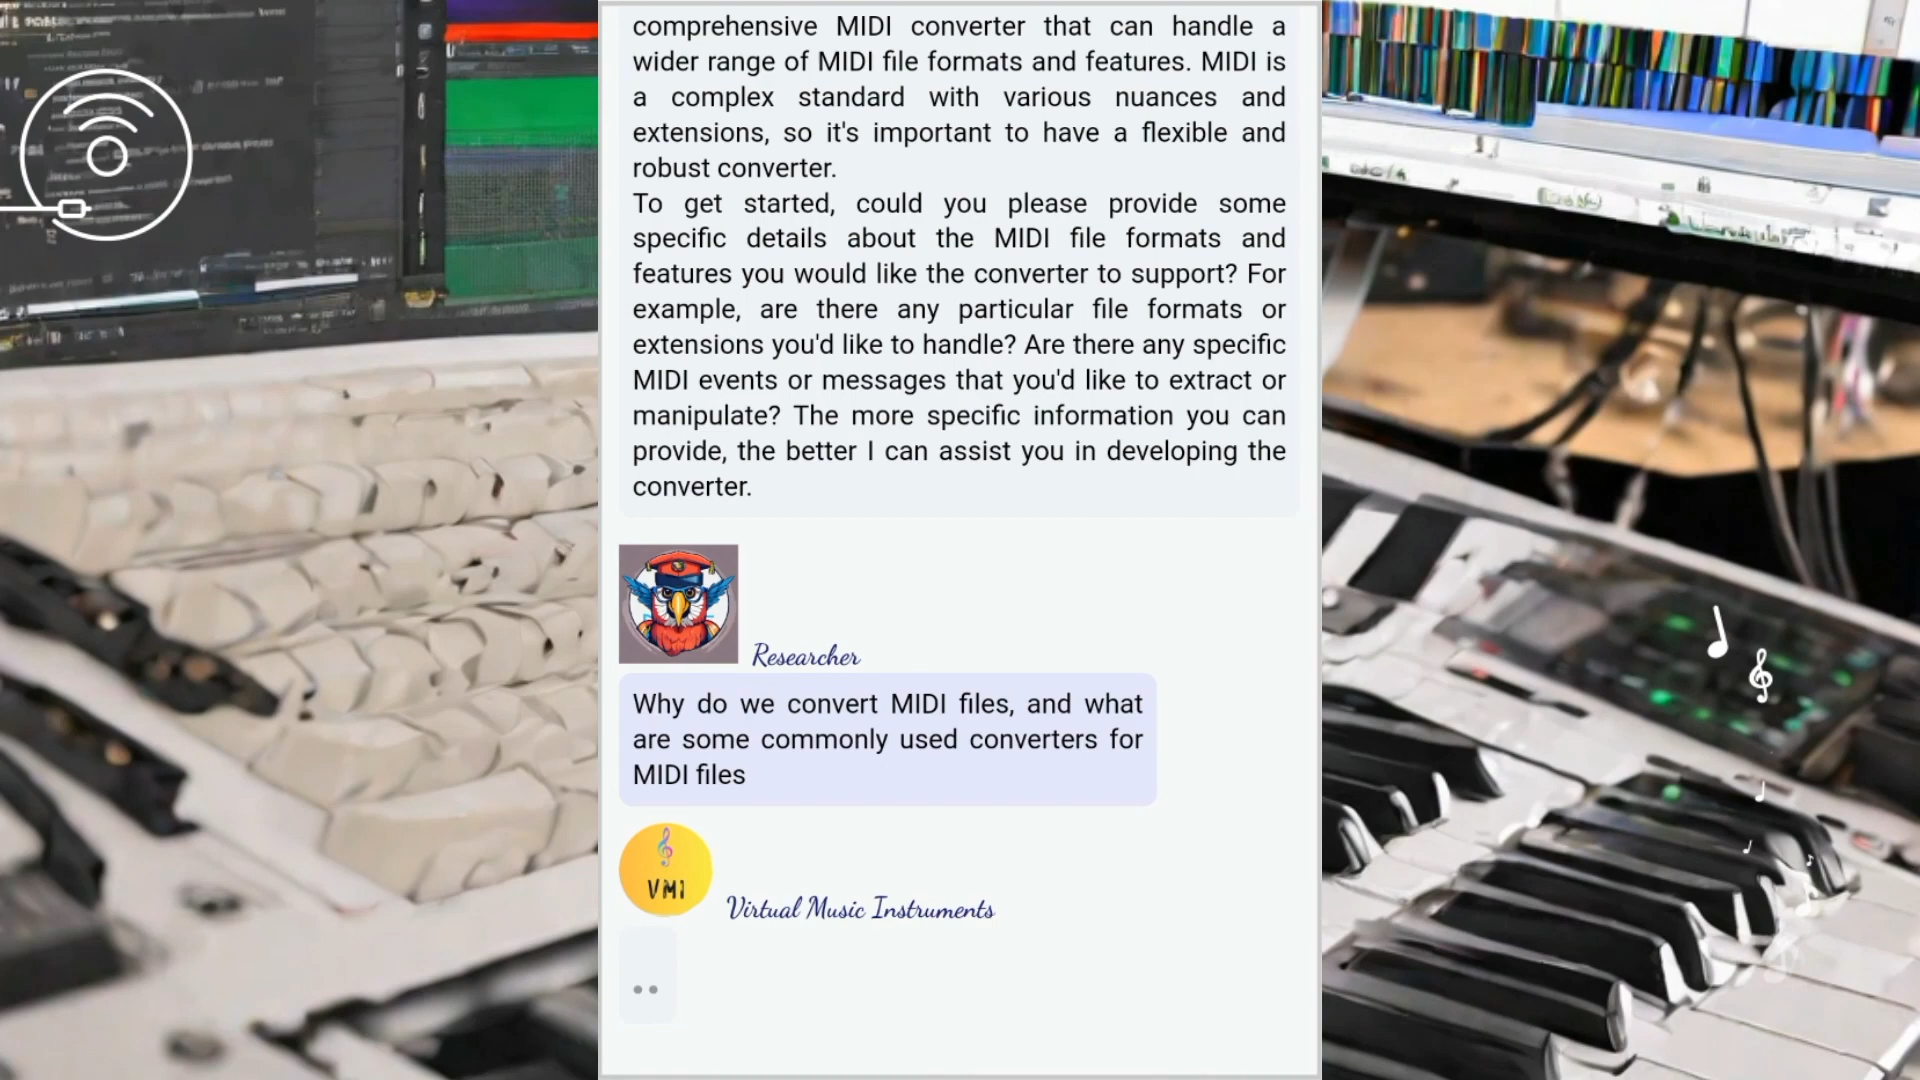 comprehensive MIDI converter that can handle a
wider range of MIDI file formats and features. MIDI is
a complex standard with various nuances and
extensions, so it's important to have a flexible and
robust converter.
To get started, could you please provide some
specific details about the MIDI file formats and
features you would like the converter to support? For
example, are there any particular file formats or
extensions you'd like to handle? Are there any specific
MIDI events or messages that you'd like to extract or
manipulate? The more specific information you can
provide, the better I can assist you in developing the
converter.
Researcher
Why do we convert MIDI files, and what
are some commonly used converters for
MIDI files
VMI
Virtual Music Instruments